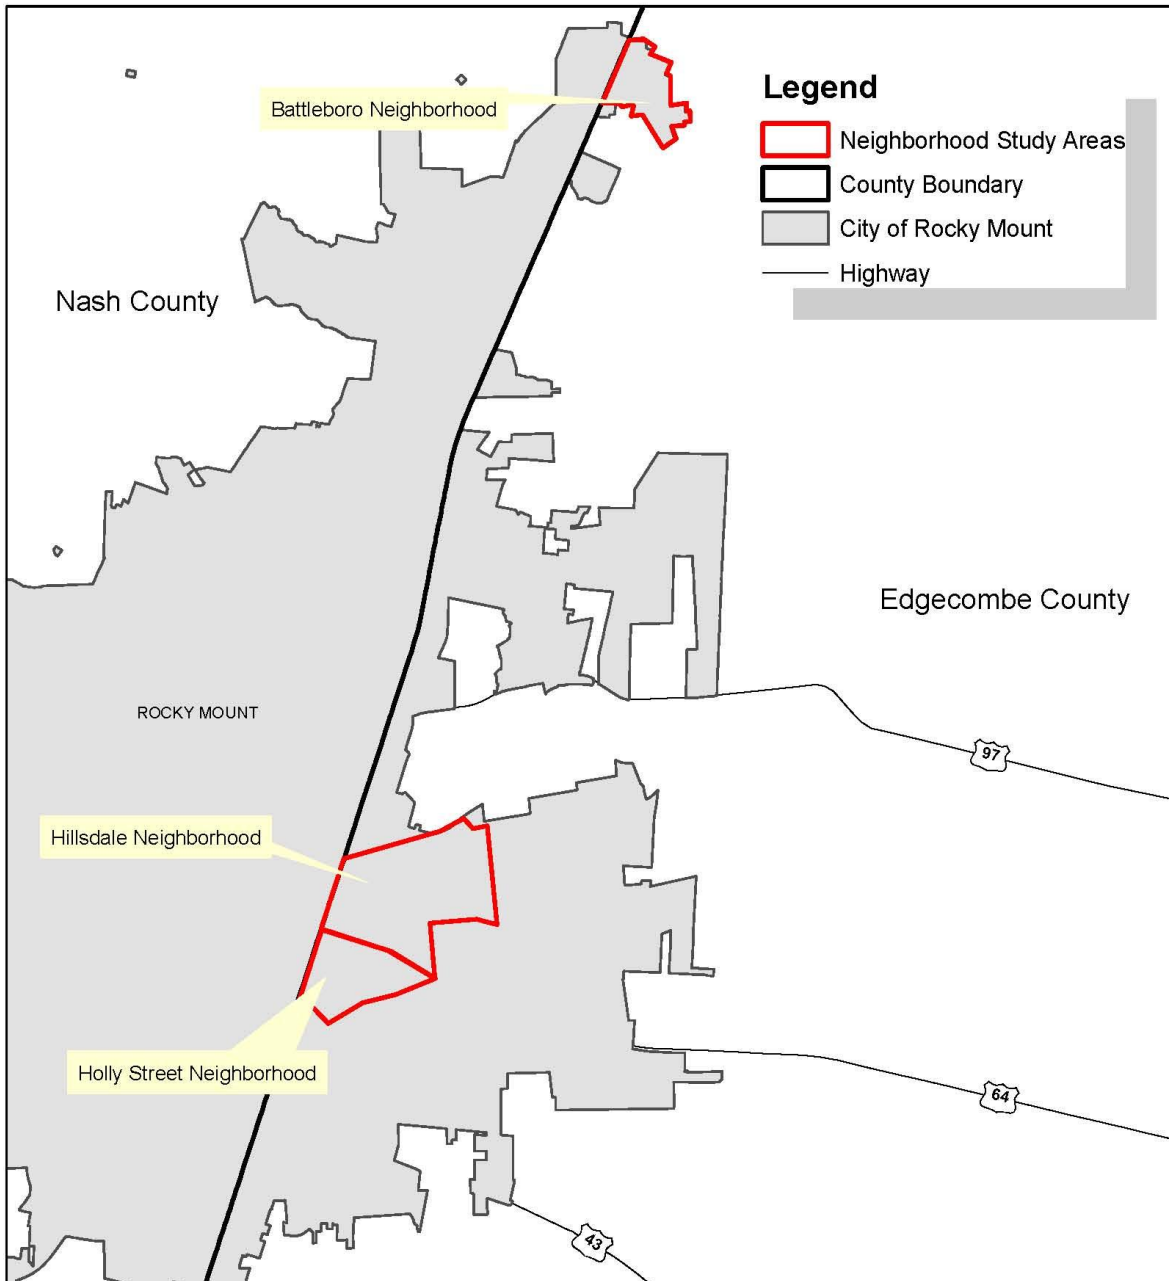 Battleboro Neighborhood
Legend
Neighborhood Study Areas
County Boundary
City of Rocky Mount
Highway
Nash County
Edgecombe County
ROCKY MOUNT
97
Hillsdale Neighborhood
Holly Street Neighborhood
64
43